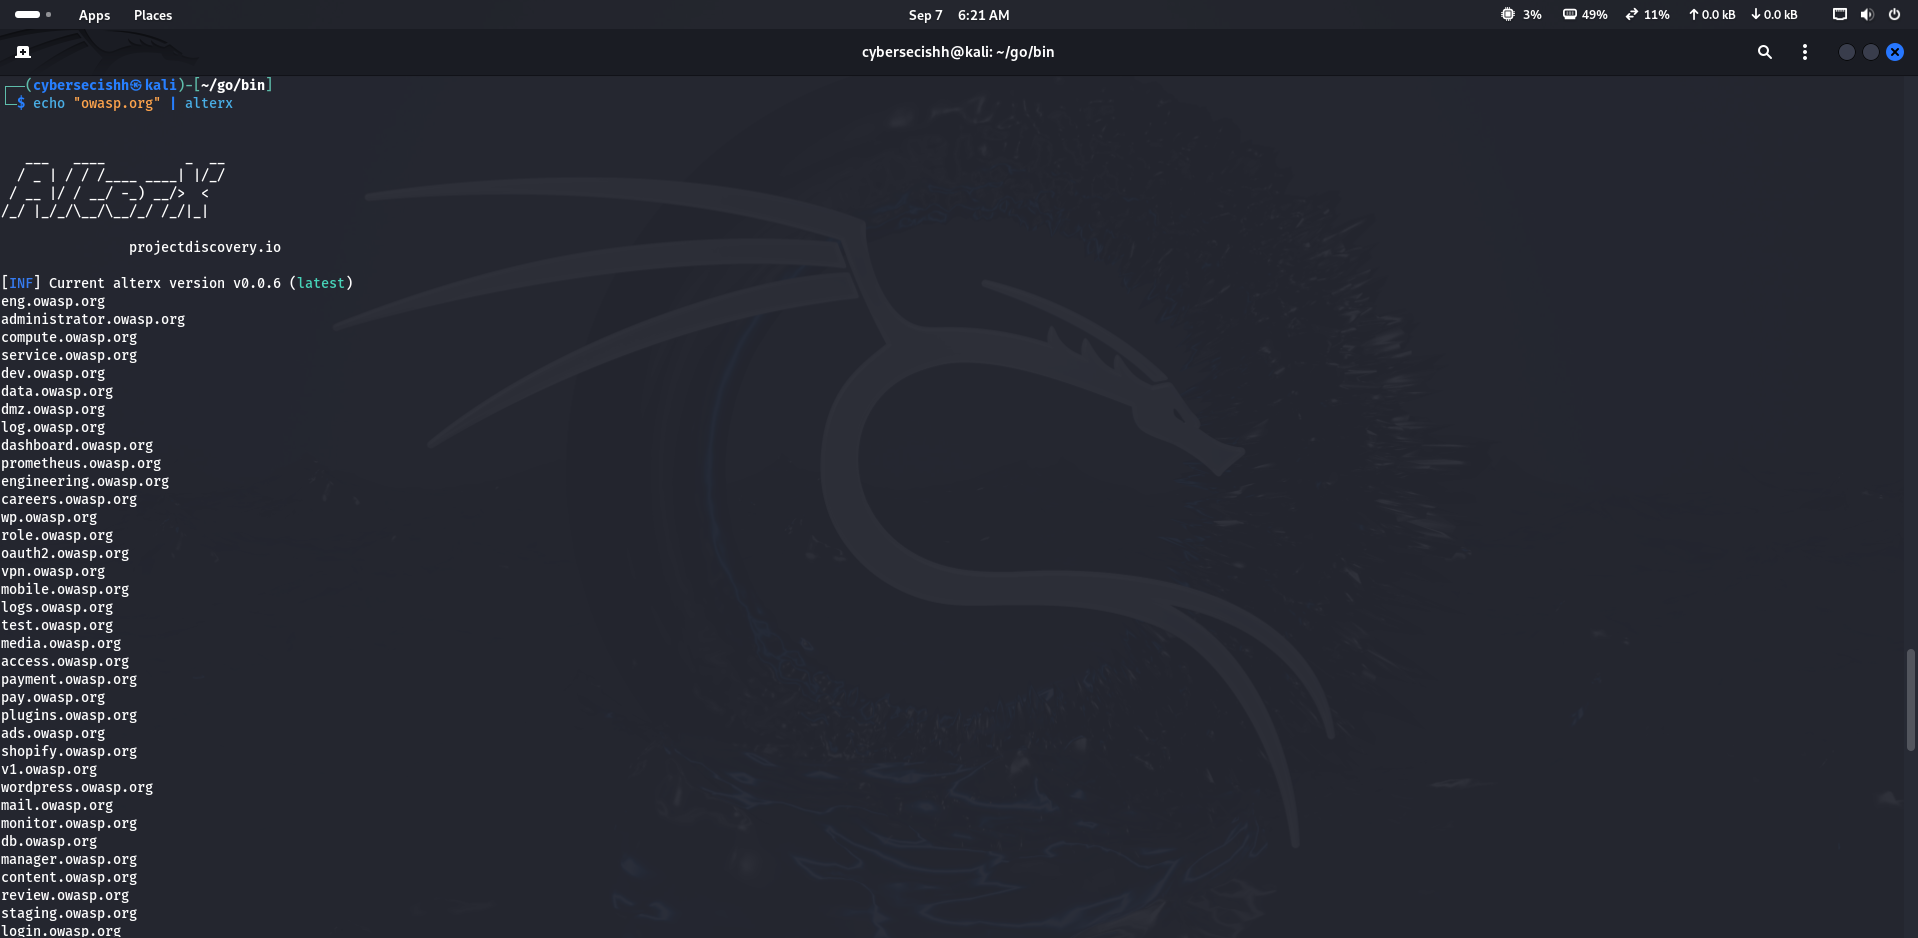 Apps Places Sep 7 6:21 AM 3% 49% 11% ↑ 0.0 kB ↓ 0.0 kB
cybersecishh@kali: ~/go/bin
┌──(cybersecishh㉿kali)-[~/go/bin]
└─$ echo "owasp.org" | alterx
   ___   ____          _  __
  / _ | / / /____ ____| |/_/
 / __ |/ / __/ -_) __/>  <
/_/ |_/_/\__/\__/_/ /_/|_|
projectdiscovery.io
[INF] Current alterx version v0.0.6 (latest)
eng.owasp.org
administrator.owasp.org
compute.owasp.org
service.owasp.org
dev.owasp.org
data.owasp.org
dmz.owasp.org
log.owasp.org
dashboard.owasp.org
prometheus.owasp.org
engineering.owasp.org
careers.owasp.org
wp.owasp.org
role.owasp.org
oauth2.owasp.org
vpn.owasp.org
mobile.owasp.org
logs.owasp.org
test.owasp.org
media.owasp.org
access.owasp.org
payment.owasp.org
pay.owasp.org
plugins.owasp.org
ads.owasp.org
shopify.owasp.org
v1.owasp.org
wordpress.owasp.org
mail.owasp.org
monitor.owasp.org
db.owasp.org
manager.owasp.org
content.owasp.org
review.owasp.org
staging.owasp.org
login.owasp.org